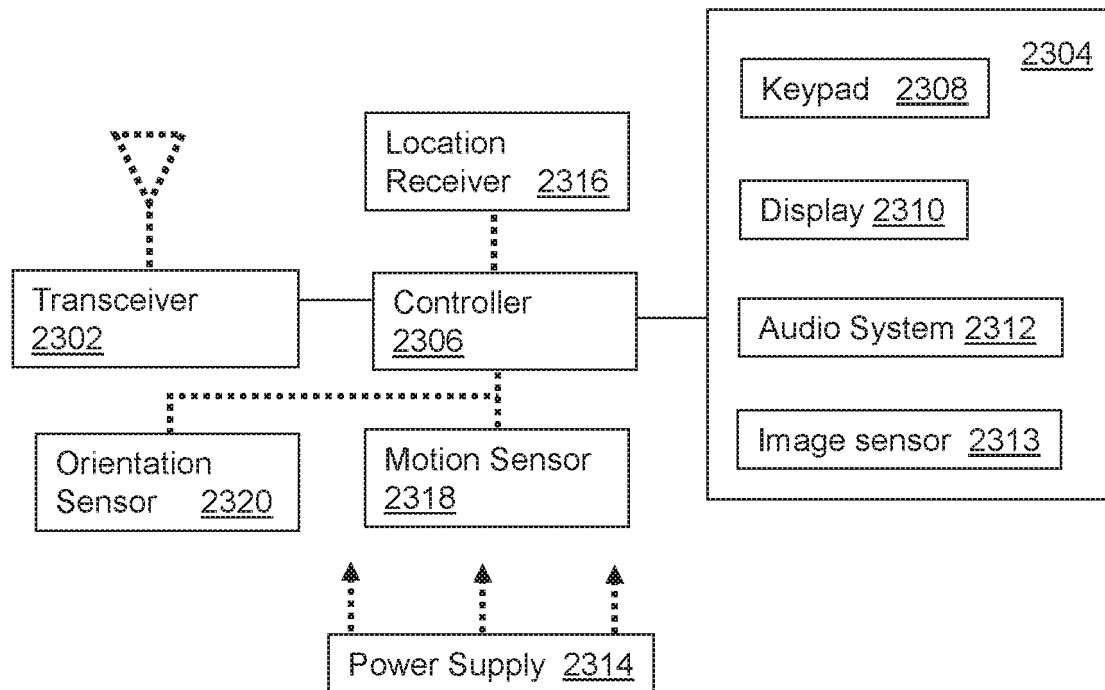 2304
Keypad 2308
Location
Receiver 2316
Display 2310
Transceiver
2302
Controller
2306
Audio System 2312
Image sensor 2313
Orientation
Sensor 2320
Motion Sensor
2318
Power Supply 2314